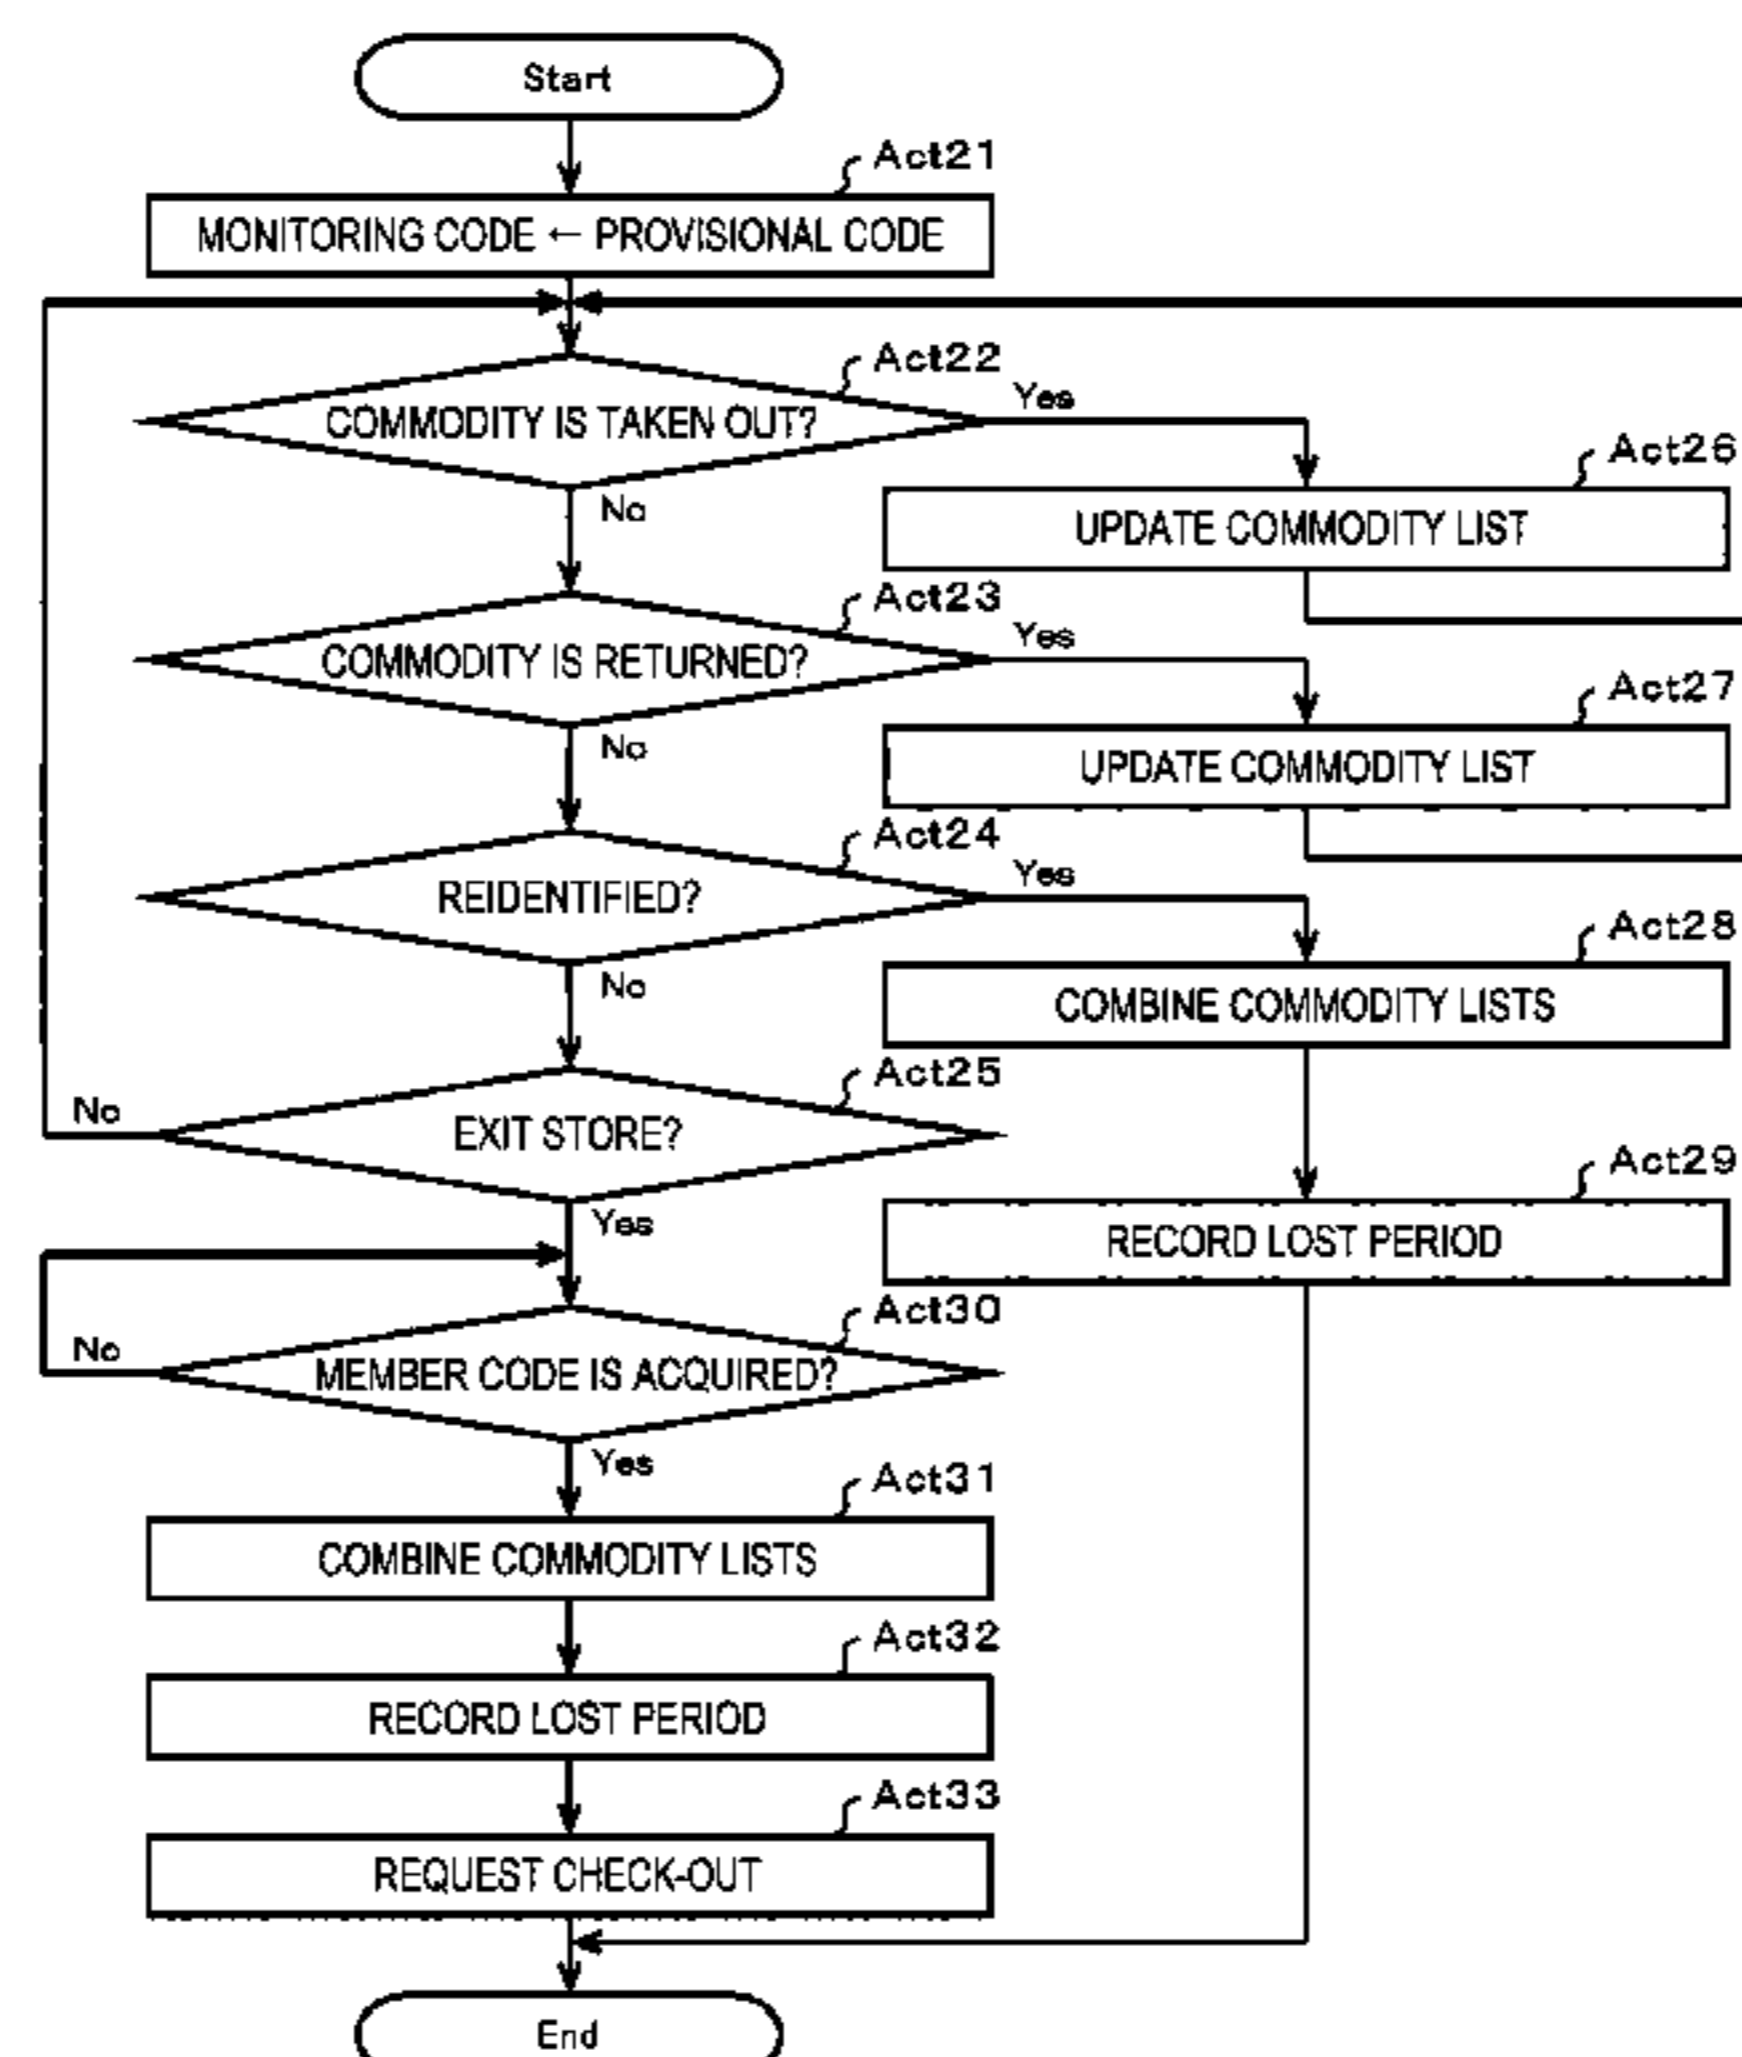 Start
Act21
MONITORING CODE ← PROVISIONAL CODE
Act22
COMMODITY IS TAKEN OUT?
Yes
No
Act26
UPDATE COMMODITY LIST
Act23
COMMODITY IS RETURNED?
Yes
No
Act27
UPDATE COMMODITY LIST
Act24
REIDENTIFIED?
Yes
No
Act28
COMBINE COMMODITY LISTS
Act25
EXIT STORE?
No
Yes
Act29
RECORD LOST PERIOD
Act30
MEMBER CODE IS ACQUIRED?
No
Yes
Act31
COMBINE COMMODITY LISTS
Act32
RECORD LOST PERIOD
Act33
REQUEST CHECK-OUT
End